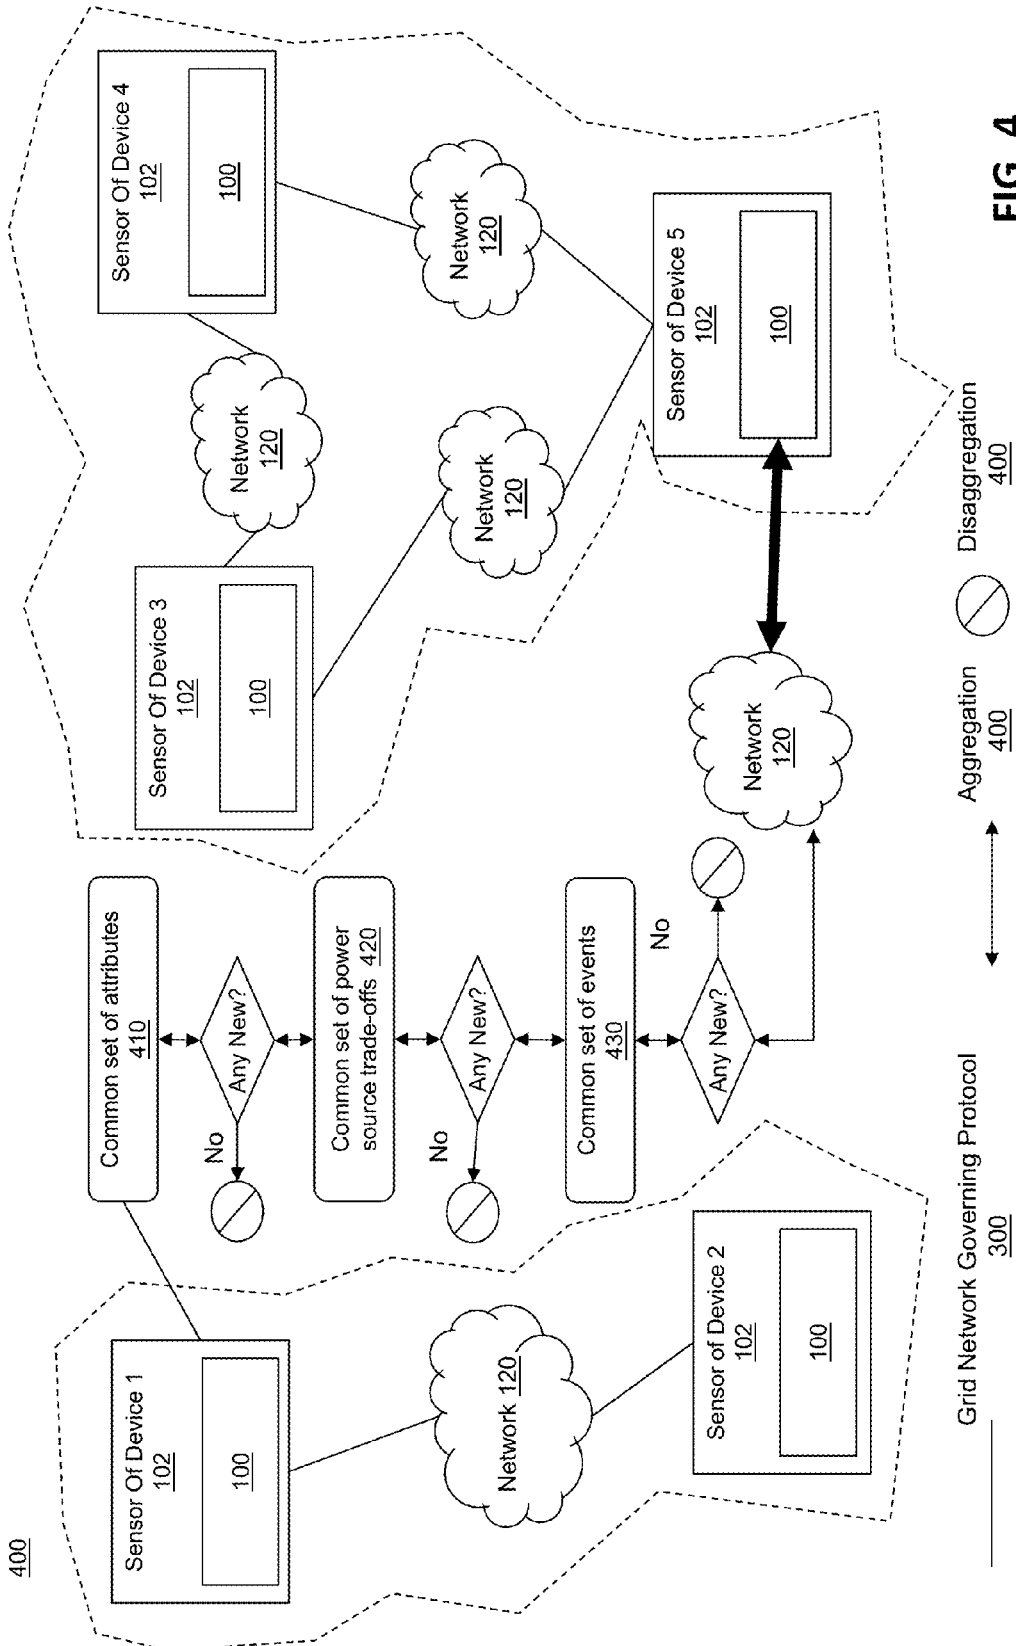 400
Sensor Of Device 1
102
100
Network 120
Sensor of Device 2
102
100
Common set of attributes
410
Any New?
No
Common set of power
source trade-offs 420
Any New?
No
Common set of events
430
Any New?
No
Network
120
Sensor Of Device 3
102
100
Network
120
Sensor Of Device 4
102
100
Network
120
Network
120
Sensor of Device 5
102
100
Grid Network Governing Protocol
300
Aggregation
400
Disaggregation
400
FIG. 4